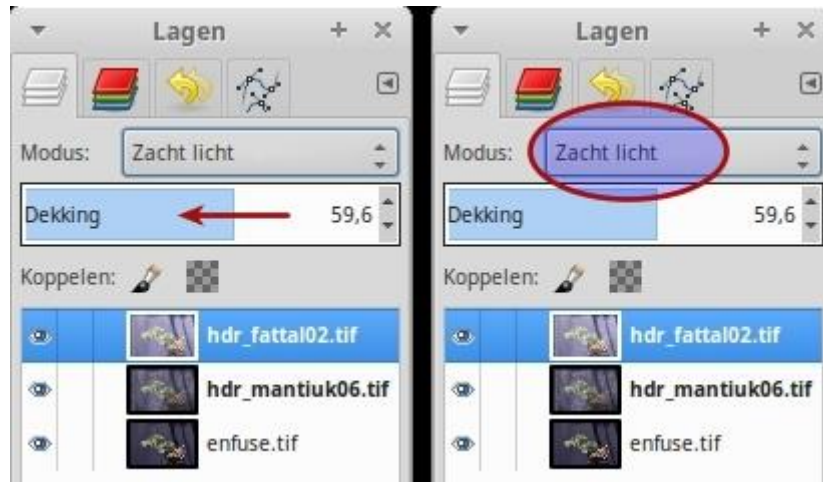 Lagen
Modus: Zacht licht
Dekking 59,6
Koppelen:
hdr_fattal02.tif
hdr_mantiuk06.tif
enfuse.tif
Lagen
Modus: Zacht licht
Dekking 59,6
Koppelen:
hdr_fattal02.tif
hdr_mantiuk06.tif
enfuse.tif